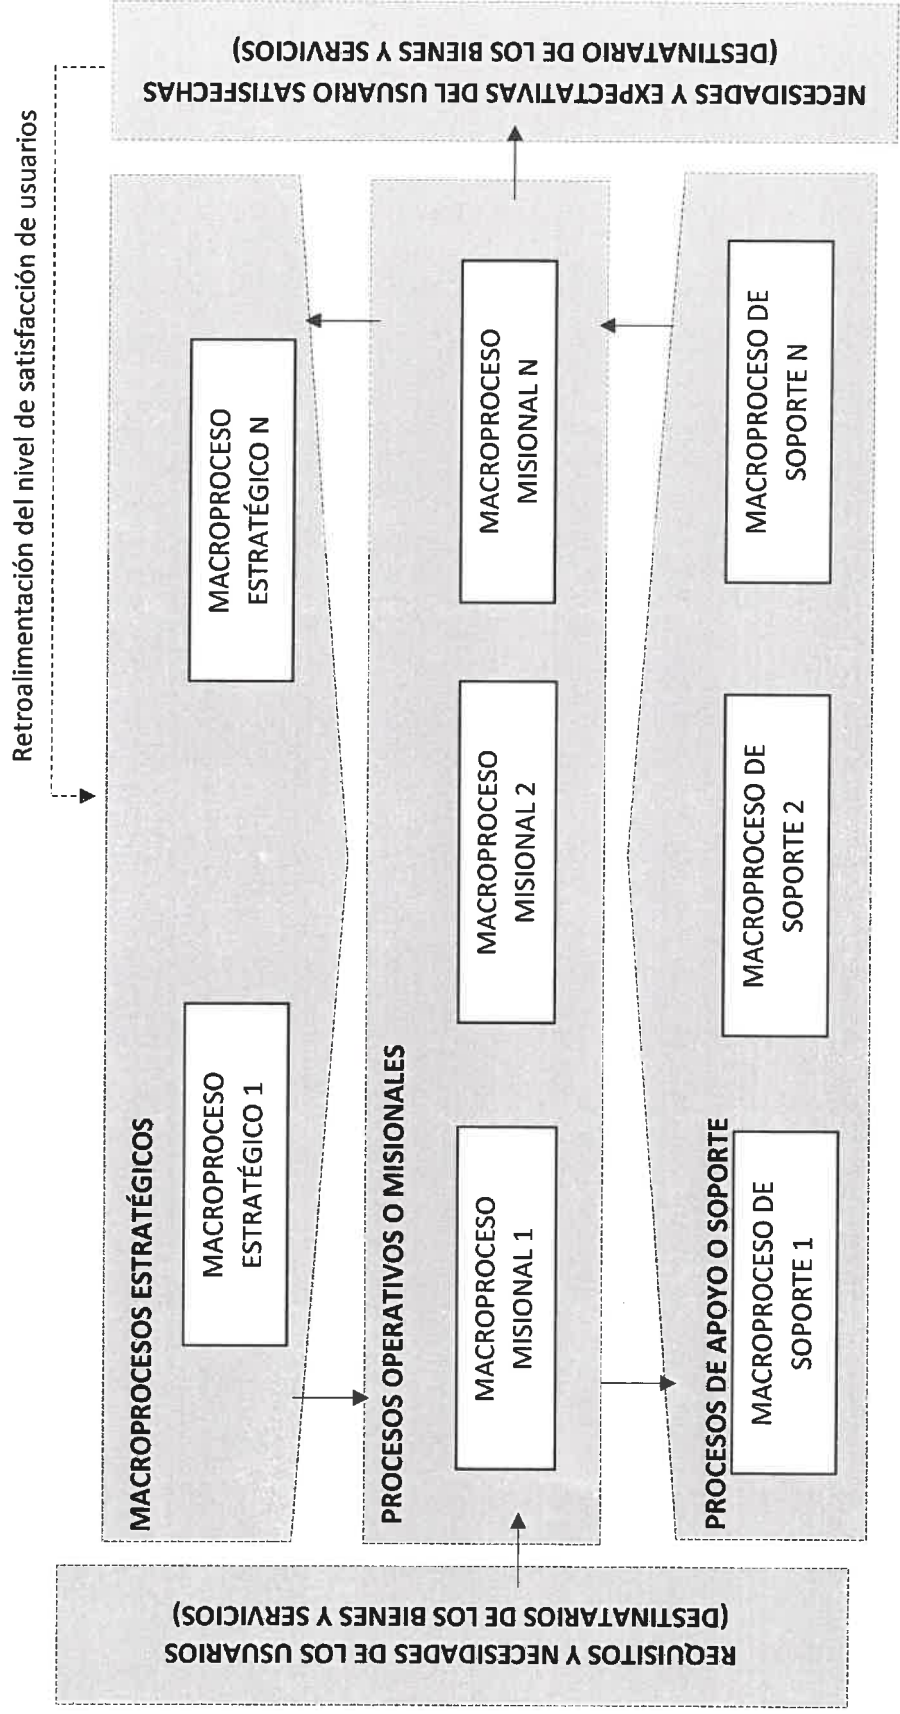 Retroalimentación del nivel de satisfacción de usuarios
REQUISITOS Y NECESIDADES DE LOS USUARIOS
(DESTINATARIOS DE LOS BIENES Y SERVICIOS)
MACROPROCESOS ESTRATÉGICOS
MACROPROCESO
ESTRATÉGICO 1
MACROPROCESO
ESTRATÉGICO N
PROCESOS OPERATIVOS O MISIONALES
MACROPROCESO
MISIONAL 1
MACROPROCESO
MISIONAL 2
MACROPROCESO
MISIONAL N
PROCESOS DE APOYO O SOPORTE
MACROPROCESO DE
SOPORTE 1
MACROPROCESO DE
SOPORTE 2
MACROPROCESO DE
SOPORTE N
NECESIDADES Y EXPECTATIVAS DEL USUARIO SATISFECHAS
(DESTINATARIO DE LOS BIENES Y SERVICIOS)